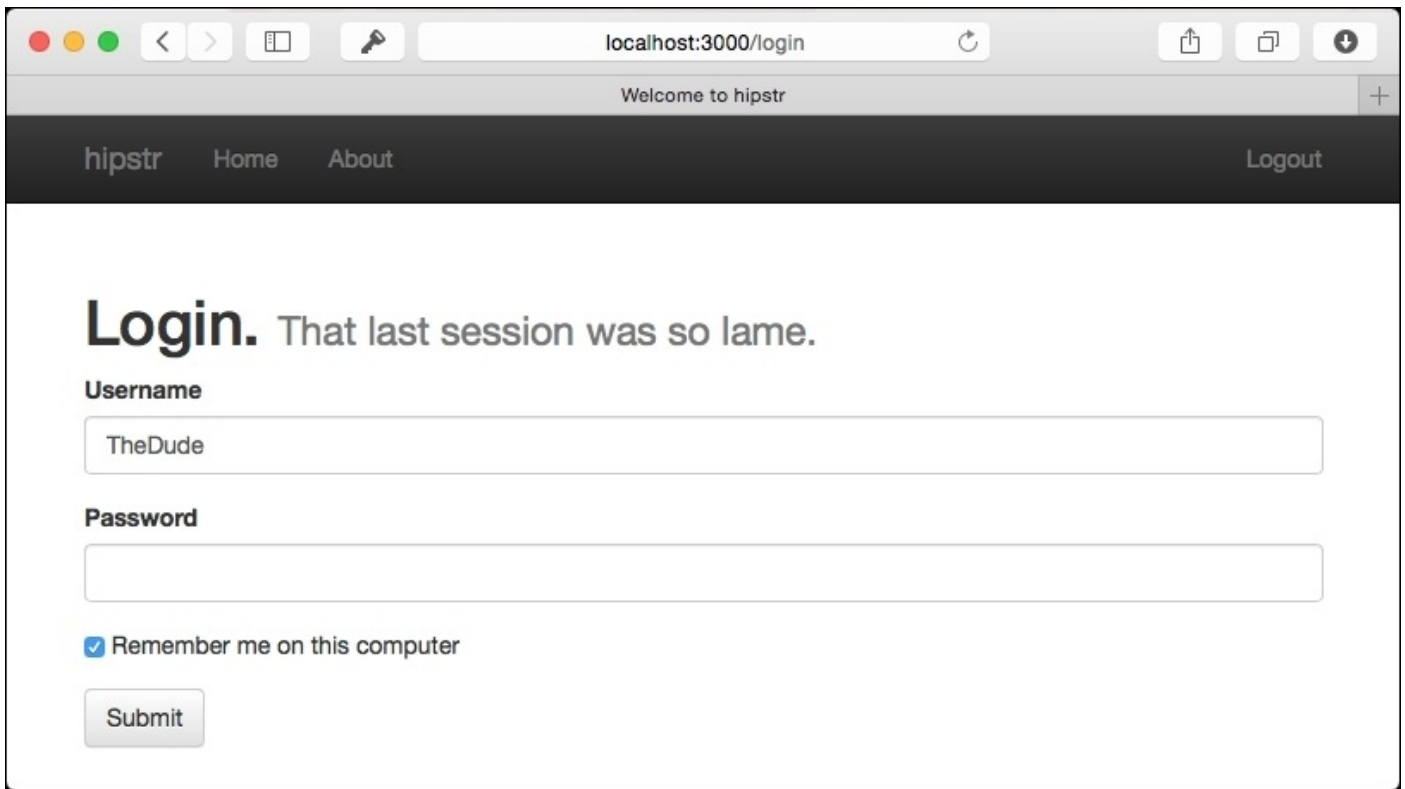 localhost:3000/login
Welcome to hipstr
hipstr Home About Logout
Login. That last session was so lame.
Username
TheDude
Password
Remember me on this computer
Submit